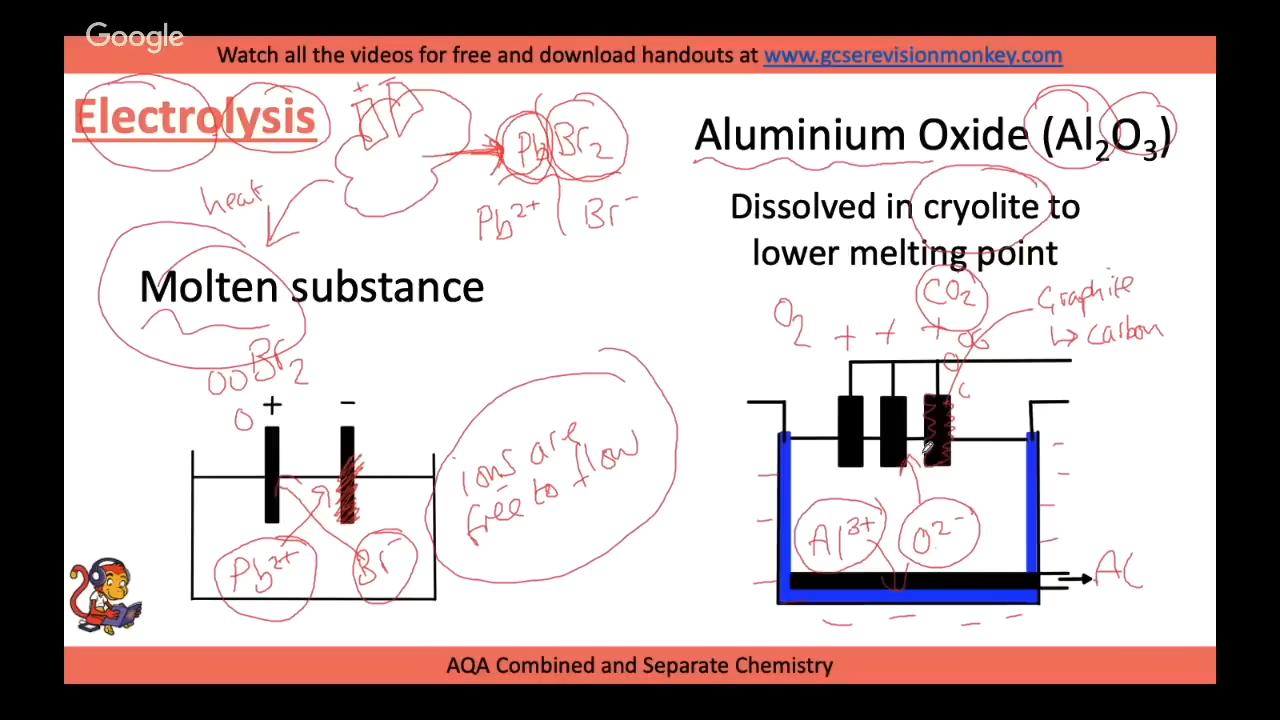 Google
Watch all the videos for free and download handouts at www.gcserevisionmonkey.com
Electrolysis
+ −
Pb Br2
Pb2+ Br−
heat
Molten substance
Br2
+ −
Pb2+ Br−
ions are
free to flow
Aluminium Oxide (Al2O3)
Dissolved in cryolite to
lower melting point
CO2
Graphite
↳ carbon
O2
+ + +
Al3+ O2−
AQA Combined and Separate Chemistry